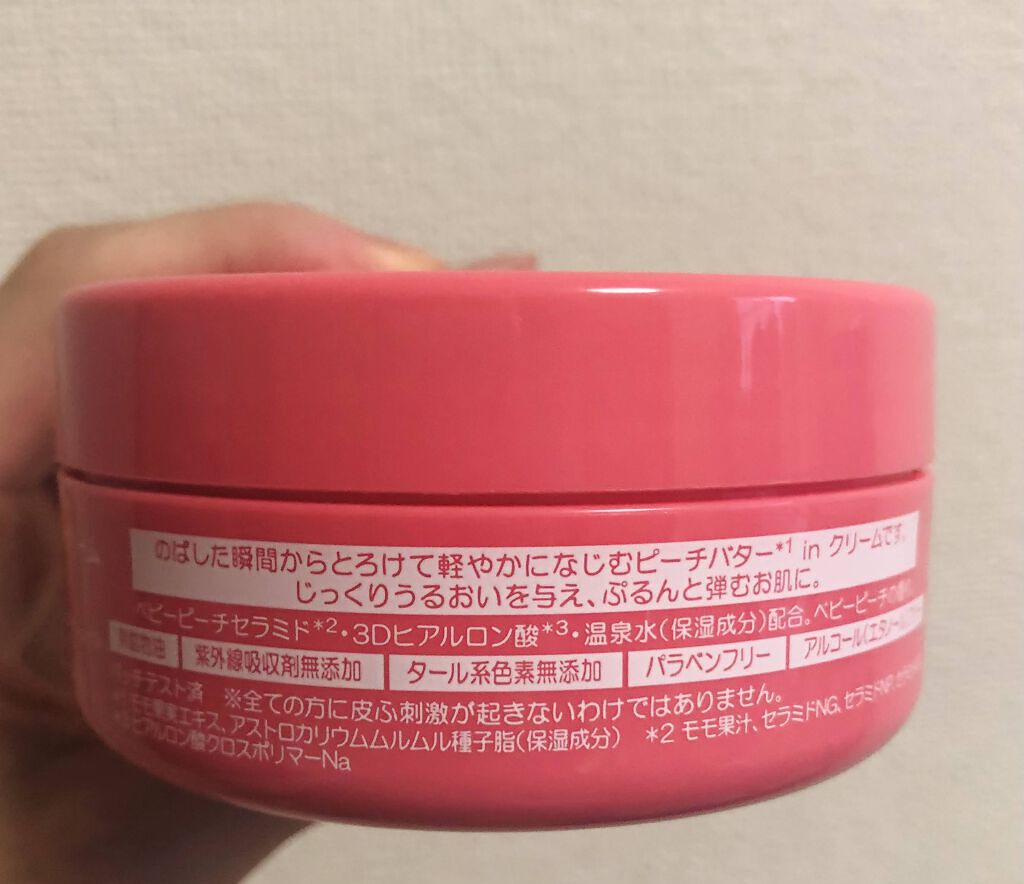 のばした瞬間からとろけて軽やかになじむピーチバター*1 in クリームです。
じっくりうるおいを与え、ぷるんと弾むお肌に。
ベビーピーチセラミド*2・3Dヒアルロン酸*3・温泉水(保湿成分)配合。ベビーピーチの香り
紫外線吸収剤無添加 タール系色素無添加 パラベンフリー アルコール(エタノール)
テスト済 ※全ての方に皮ふ刺激が起きないわけではありません。
エキス、アストロカリウムムルムル種子脂(保湿成分) *2 モモ果汁、セラミドNG、セラミドNP、
ヒアルロン酸クロスポリマーNa